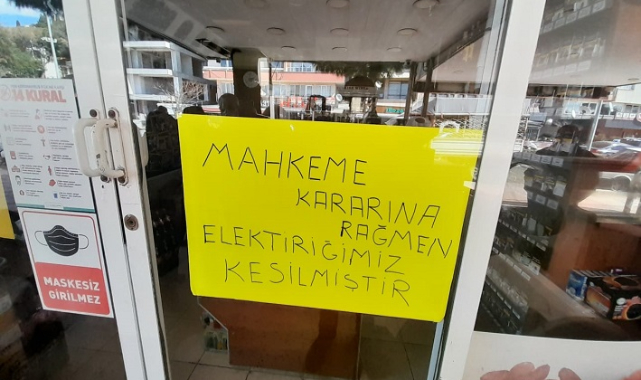 14 KURAL
MAHKEME
KARARINA
RAĞMEN
ELEKTİRİĞİMİZ
KESİLMİŞTİR
MASKESİZ
GİRİLMEZ